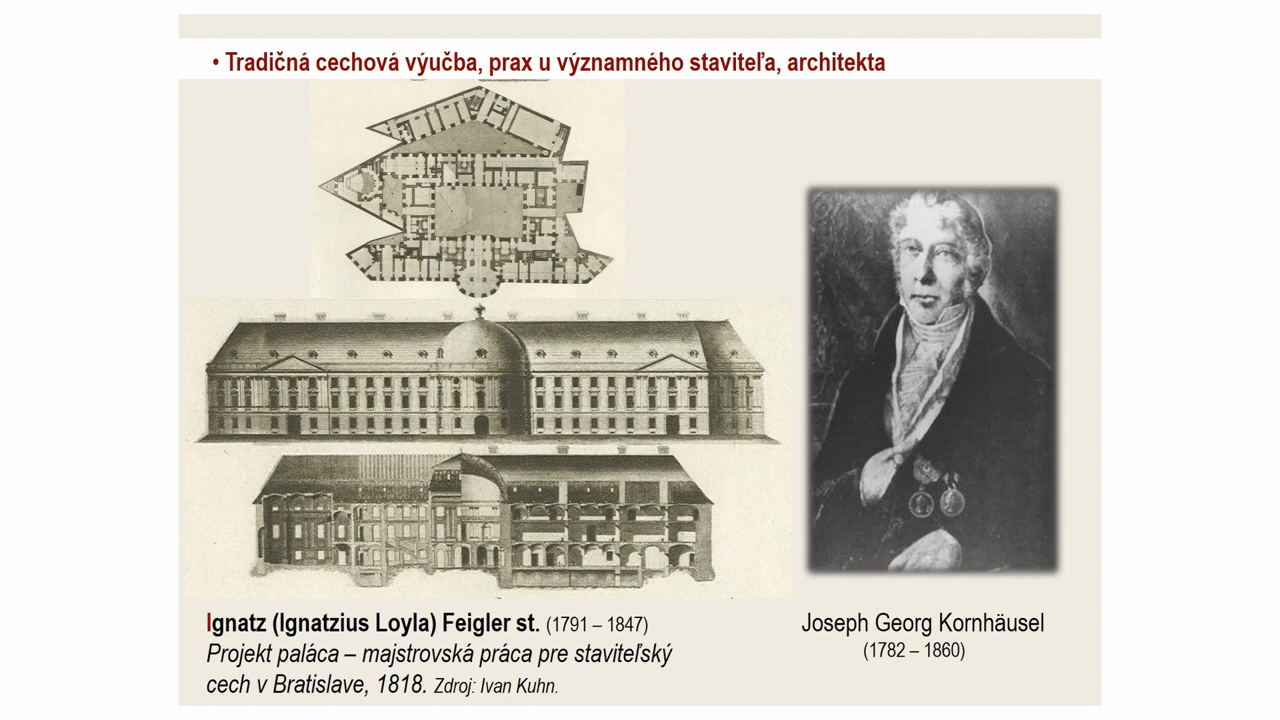 • Tradičná cechová výučba, prax u významného staviteľa, architekta
Ignatz (Ignatzius Loyla) Feigler st. (1791 – 1847)
Projekt paláca – majstrovská práca pre staviteľský
cech v Bratislave, 1818. Zdroj: Ivan Kuhn.
Joseph Georg Kornhäusel
(1782 – 1860)